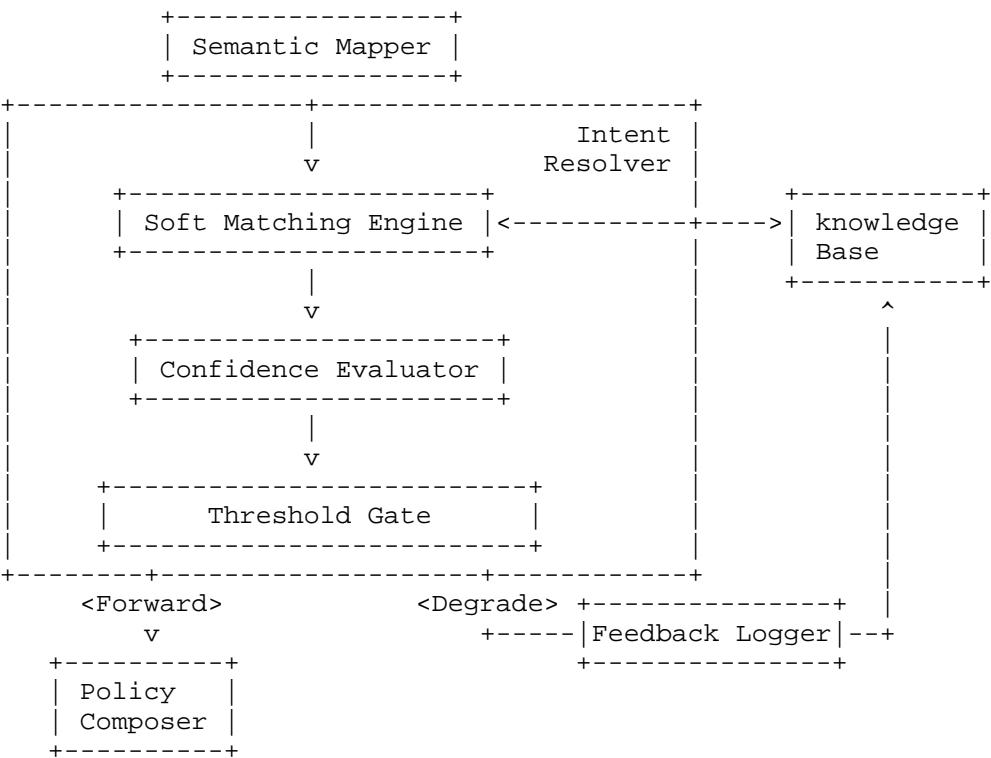 Semantic Mapper
Intent
Resolver
Soft Matching Engine
knowledge
Base
Confidence Evaluator
Threshold Gate
<Forward>
<Degrade>
v
Feedback Logger
Policy
Composer